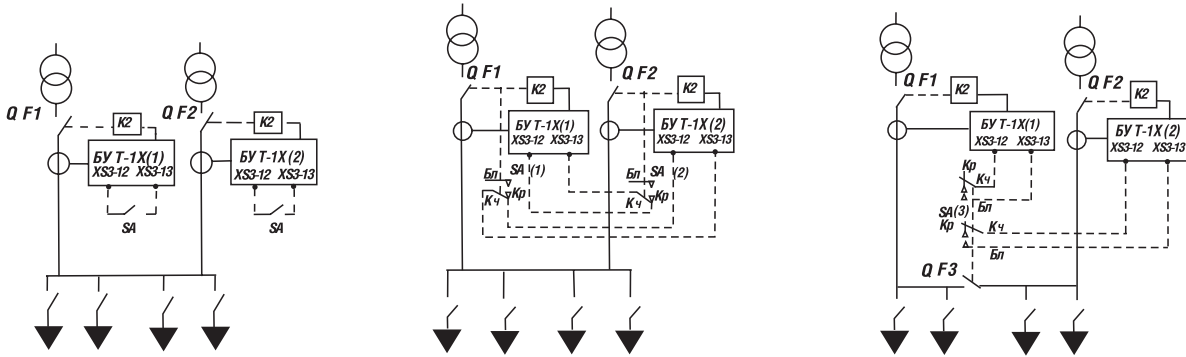 Q F1
K2
Q F2
K2
БУ Т-1Х(1)
XS3-12 XS3-13
БУ Т-1Х(2)
XS3-12 XS3-13
SA
SA
Q F1
K2
Q F2
K2
БУ Т-1Х(1)
XS3-12 XS3-13
БУ Т-1Х (2)
XS3-12 XS3-13
Бл SA (1)
Кч Кр
Бл SA (2)
Кч Кр
Q F1
K2
Q F2
K2
БУ Т-1Х(1)
XS3-12 XS3-13
БУ Т-1Х (2)
XS3-12 XS3-13
Кр
Кч
Бл
SA(3)
Кр Кч
Бл
Q F3